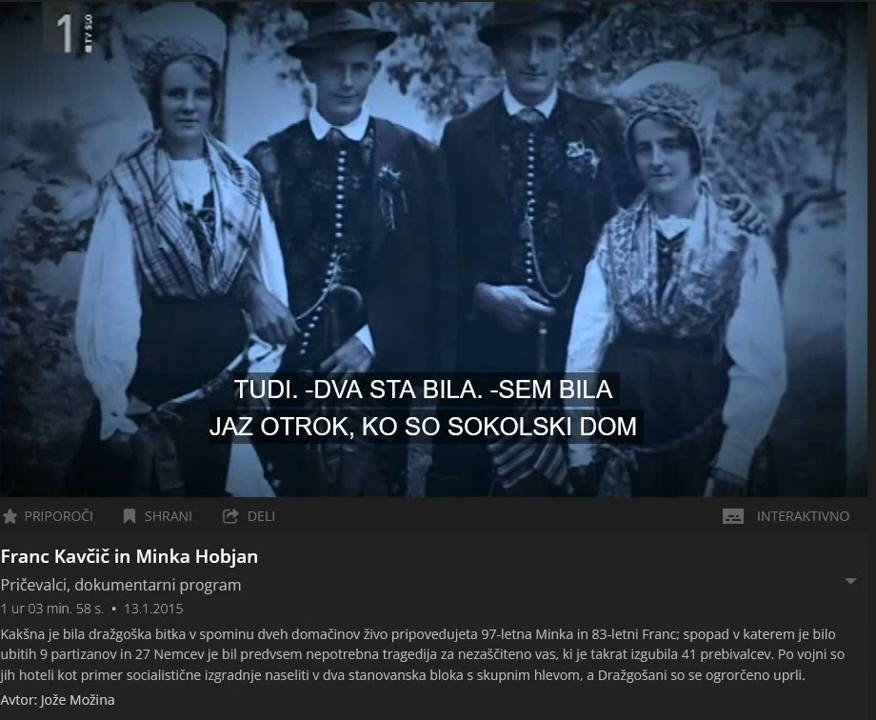 1
TV SLO
TUDI. -DVA STA BILA. -SEM BILA
JAZ OTROK, KO SO SOKOLSKI DOM
PRIPOROČI SHRANI DELI INTERAKTIVNO
Franc Kavčič in Minka Hobjan
Pričevalci, dokumentarni program
1 ur 03 min. 58 s. • 13.1.2015
Kakšna je bila dražgoška bitka v spominu dveh domačinov živo pripovedujeta 97-letna Minka in 83-letni Franc; spopad v katerem je bilo
ubitih 9 partizanov in 27 Nemcev je bil predvsem nepotrebna tragedija za nezaščiteno vas, ki je takrat izgubila 41 prebivalcev. Po vojni so
jih hoteli kot primer socialistične izgradnje naseliti v dva stanovanska bloka s skupnim hlevom, a Dražgošani so se ogrorčeno uprli.
Avtor: Jože Možina